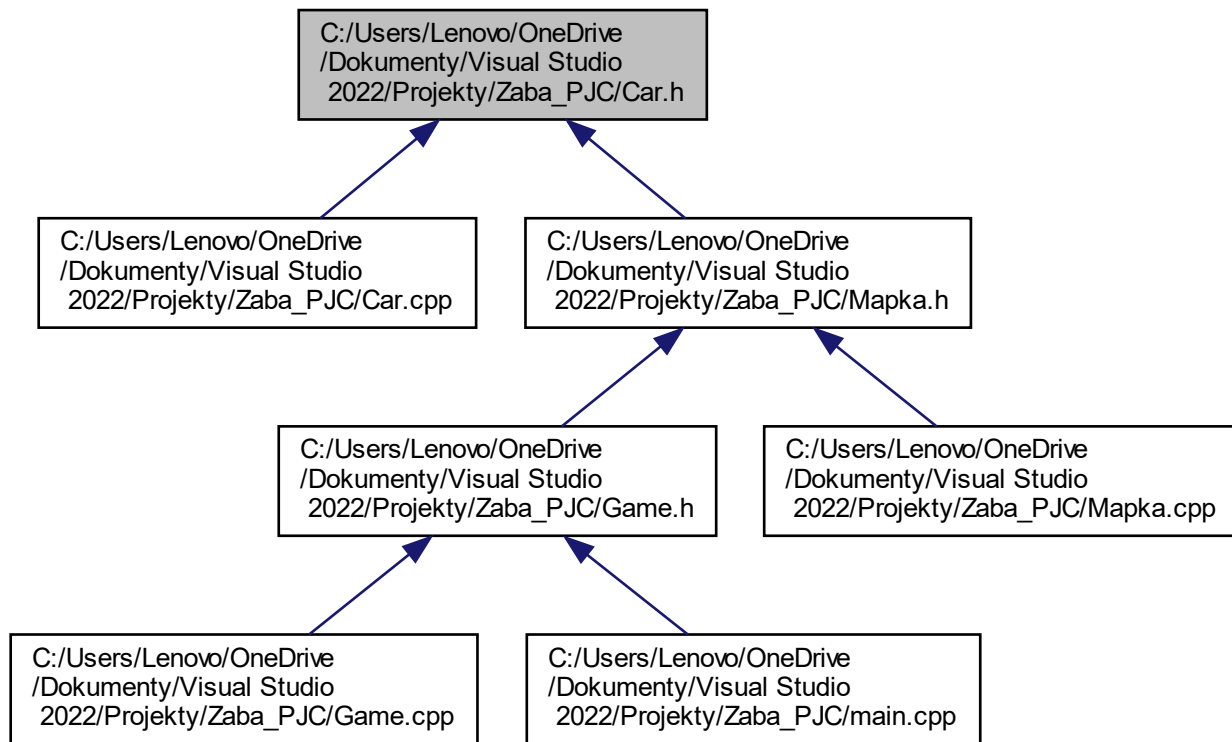 C:/Users/Lenovo/OneDrive
/Dokumenty/Visual Studio
2022/Projekty/Zaba_PJC/Car.h
C:/Users/Lenovo/OneDrive
/Dokumenty/Visual Studio
2022/Projekty/Zaba_PJC/Car.cpp
C:/Users/Lenovo/OneDrive
/Dokumenty/Visual Studio
2022/Projekty/Zaba_PJC/Mapka.h
C:/Users/Lenovo/OneDrive
/Dokumenty/Visual Studio
2022/Projekty/Zaba_PJC/Game.h
C:/Users/Lenovo/OneDrive
/Dokumenty/Visual Studio
2022/Projekty/Zaba_PJC/Mapka.cpp
C:/Users/Lenovo/OneDrive
/Dokumenty/Visual Studio
2022/Projekty/Zaba_PJC/Game.cpp
C:/Users/Lenovo/OneDrive
/Dokumenty/Visual Studio
2022/Projekty/Zaba_PJC/main.cpp